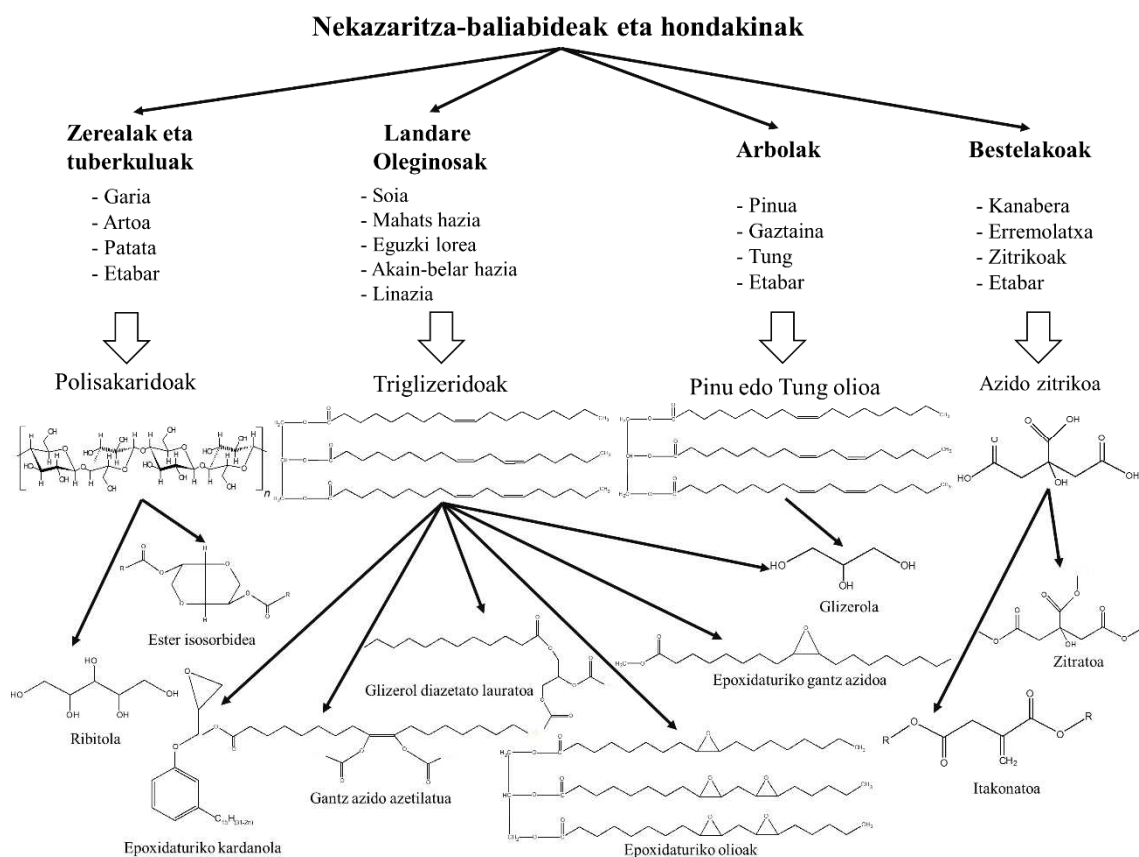 Nekazaritza-baliabideak eta hondakinak
Zerealak eta
tuberkuluak
- Garia
- Artoa
- Patata
- Etabar
Polisakaridoak
Landare
Oleginosak
- Soia
- Mahats hazia
- Eguzki lorea
- Akain-belar hazia
- Linazia
Triglizeridoak
Arbolak
- Pinua
- Gaztaina
- Tung
- Etabar
Pinu edo Tung olioa
Bestelakoak
- Kanabera
- Erremolatxa
- Zitrikoak
- Etabar
Azido zitrikoa
Ester isosorbidea
Ribitola
Epoxidaturiko kardanola
Gantz azido azetilatua
Glizerol diazetato lauratoa
Epoxidaturiko olioak
Epoxidaturiko gantz azidoa
Glizerola
Zitratoa
Itakonatoa